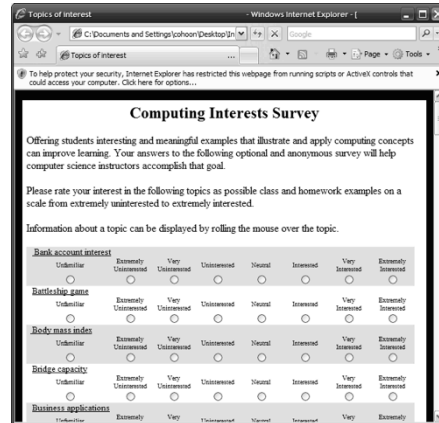 Topics of interest - Windows Internet Explorer - [
C:\Documents and Settings\cohoon\Desktop\In Google
Topics of interest ... Page Tools
To help protect your security, Internet Explorer has restricted this webpage from running scripts or ActiveX controls that
could access your computer. Click here for options...
Computing Interests Survey
Offering students interesting and meaningful examples that illustrate and apply computing concepts
can improve learning. Your answers to the following optional and anonymous survey will help
computer science instructors accomplish that goal.
Please rate your interest in the following topics as possible class and homework examples on a
scale from extremely uninterested to extremely interested.
Information about a topic can be displayed by rolling the mouse over the topic.
Bank account interest
Unfamiliar Extremely Uninterested Very Uninterested Uninterested Neutral Interested Very Interested Extremely Interested
Battleship game
Unfamiliar Extremely Uninterested Very Uninterested Uninterested Neutral Interested Very Interested Extremely Interested
Body mass index
Unfamiliar Extremely Uninterested Very Uninterested Uninterested Neutral Interested Very Interested Extremely Interested
Bridge capacity
Unfamiliar Extremely Uninterested Very Uninterested Uninterested Neutral Interested Very Interested Extremely Interested
Business applications
Unfamiliar Extremely Very Uninterested Neutral Interested Very Extremely